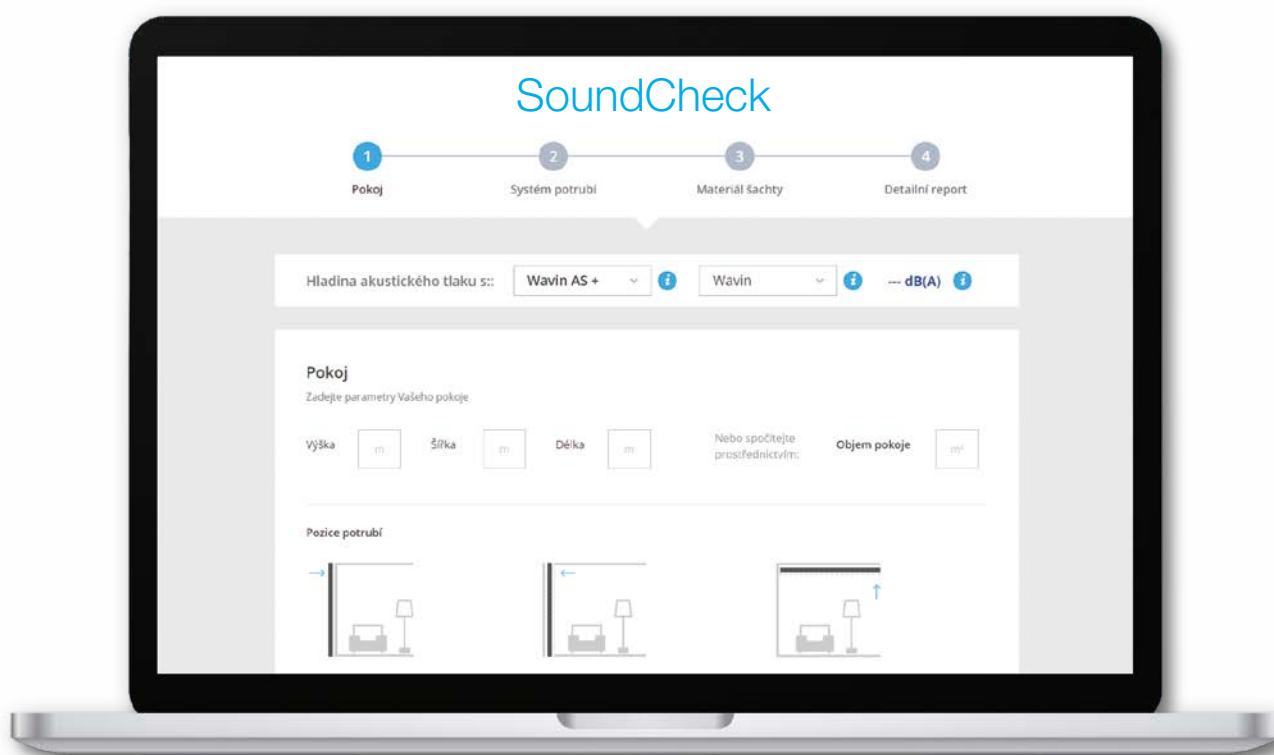 SoundCheck
1 2 3 4
Pokoj Systém potrubí Materiál šachty Detailní report
Hladina akustického tlaku s:: Wavin AS + i Wavin i --- dB(A) i
Pokoj
Zadejte parametry Vašeho pokoje
Výška m Šířka m Délka m Nebo spočítejte prostřednictvím: Objem pokoje m³
Pozice potrubí